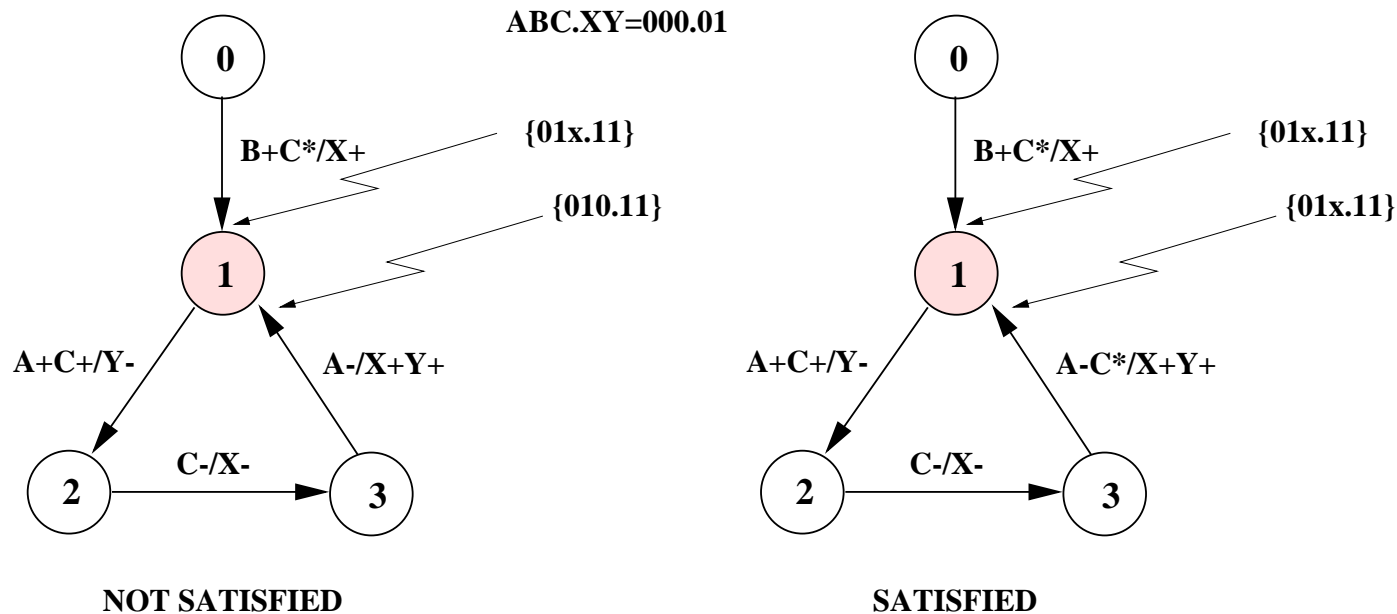 ABC.XY=000.01
0
B+C*/X+
{01x.11}
{010.11}
1
A+C+/Y-
A-/X+Y+
2
C-/X-
3
NOT SATISFIED
0
B+C*/X+
{01x.11}
{01x.11}
1
A+C+/Y-
A-C*/X+Y+
2
C-/X-
3
SATISFIED